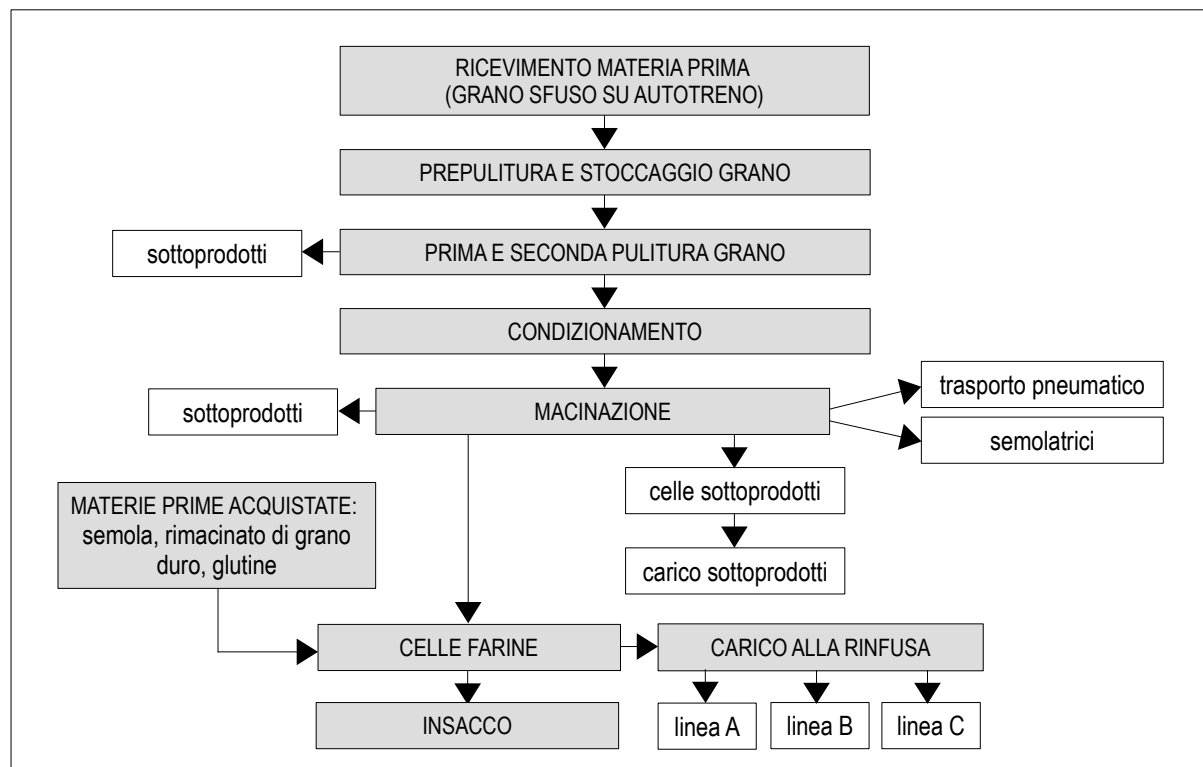 RICEVIMENTO MATERIA PRIMA
(GRANO SFUSO SU AUTOTRENO)
PREPULITURA E STOCCAGGIO GRANO
sottoprodotti
PRIMA E SECONDA PULITURA GRANO
CONDIZIONAMENTO
trasporto pneumatico
sottoprodotti
MACINAZIONE
semolatrici
celle sottoprodotti
MATERIE PRIME ACQUISTATE:
semola, rimacinato di grano
duro, glutine
carico sottoprodotti
CELLE FARINE
CARICO ALLA RINFUSA
INSACCO
linea A
linea B
linea C